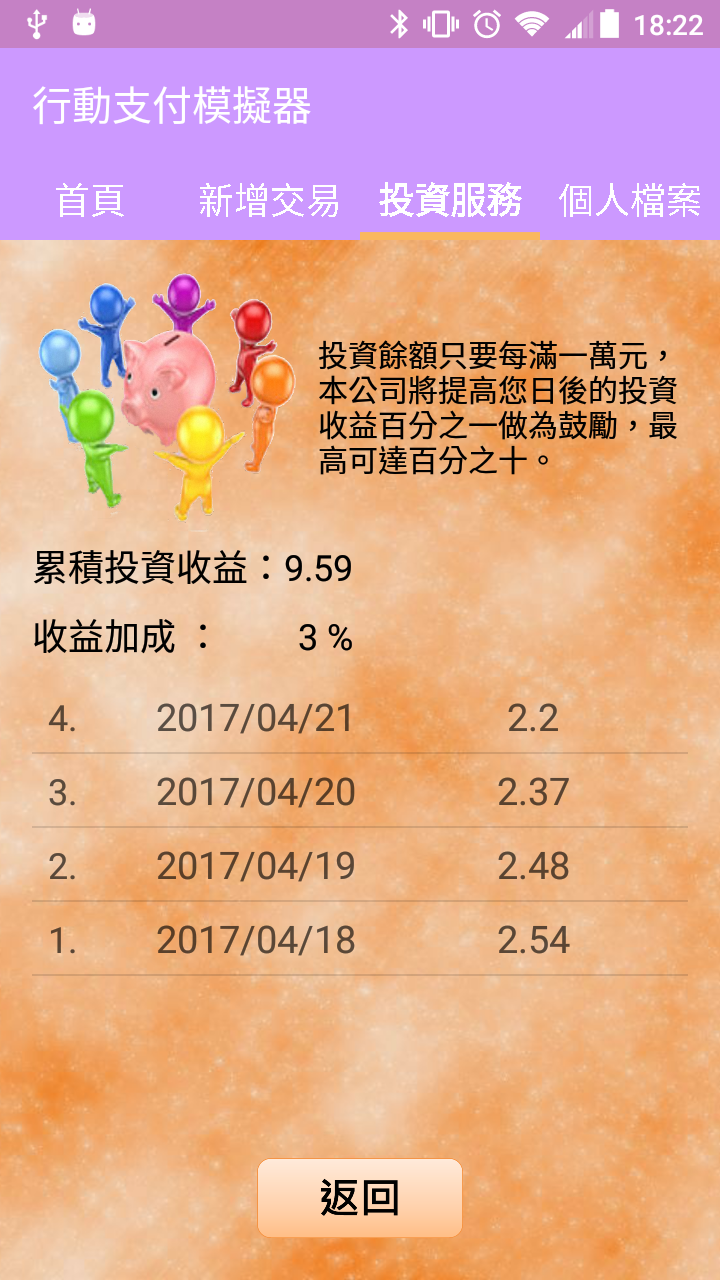 18:22
行動支付模擬器
首頁 新增交易 投資服務 個人檔案
投資餘額只要每滿一萬元，
本公司將提高您日後的投資
收益百分之一做為鼓勵，最
高可達百分之十。
累積投資收益：9.59
收益加成 ： 3 %
4. 2017/04/21 2.2
3. 2017/04/20 2.37
2. 2017/04/19 2.48
1. 2017/04/18 2.54
返回